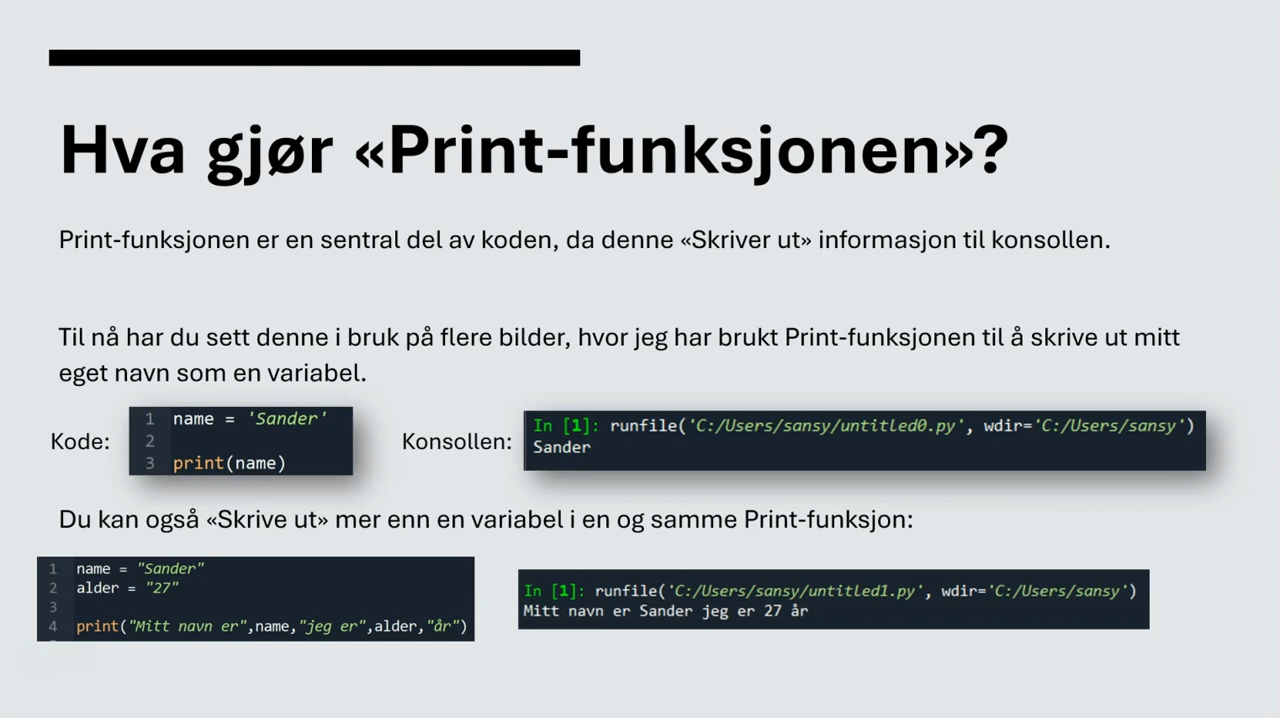 Hva gjør «Print-funksjonen»?
Print-funksjonen er en sentral del av koden, da denne «Skriver ut» informasjon til konsollen.
Til nå har du sett denne i bruk på flere bilder, hvor jeg har brukt Print-funksjonen til å skrive ut mitt
eget navn som en variabel.
Kode:
1 name = 'Sander'
2
3 print(name)
Konsollen:
In [1]: runfile('C:/Users/sansy/untitled0.py', wdir='C:/Users/sansy')
Sander
Du kan også «Skrive ut» mer enn en variabel i en og samme Print-funksjon:
1 name = "Sander"
2 alder = "27"
3
4 print("Mitt navn er",name,"jeg er",alder,"år")
In [1]: runfile('C:/Users/sansy/untitled1.py', wdir='C:/Users/sansy')
Mitt navn er Sander jeg er 27 år